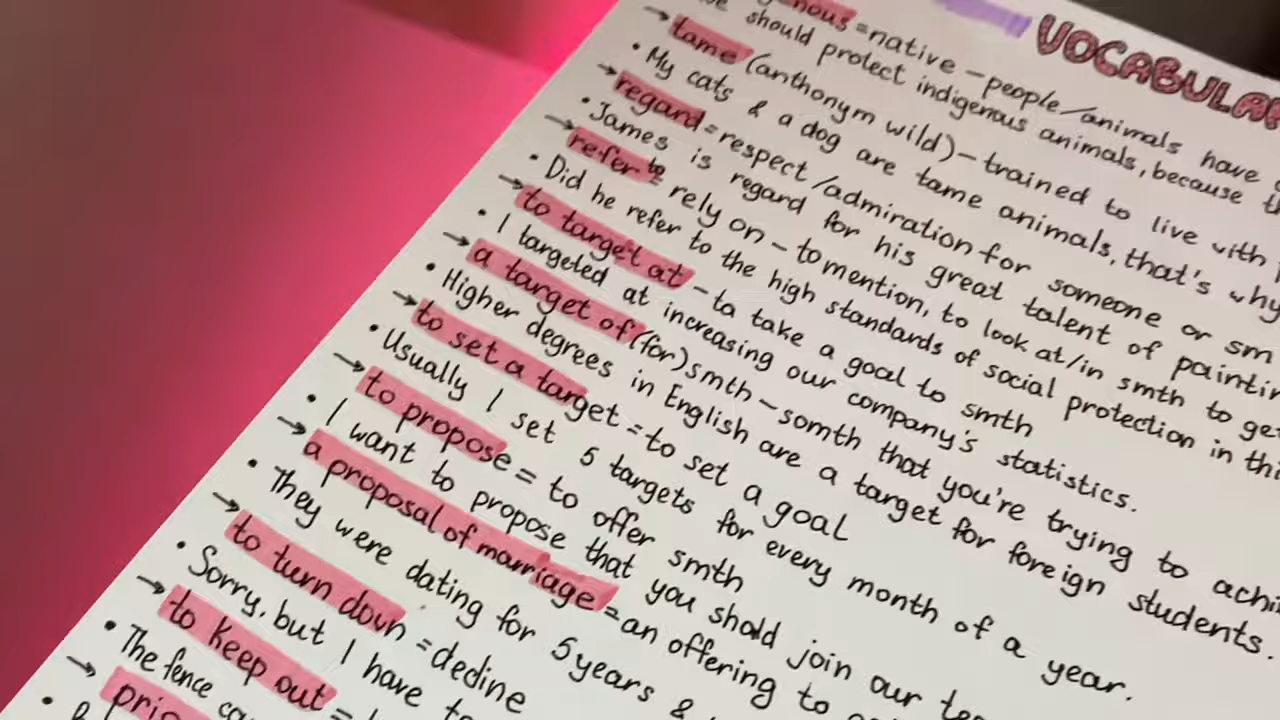 VOCABULAR
nous = native - people/animals have
should protect indigenous animals, because
→ tame (anthonym wild) - trained to live with
• My cats & a dog are tame animals, that's why
→ regard = respect/admiration for someone or sm
• James is regard for his great talent of paintin
→ refer to = rely on - to mention, to look at/in smth to get
• Did he refer to the high standards of social protection in thi
→ to target at - to take a goal to smth
• I targeted at increasing our company's statistics.
→ a target of (for) smth - somth that you're trying to achi
• Higher degrees in English are a target for foreign students.
→ to set a target = to set a goal
• Usually I set 5 targets for every month of a year.
→ to propose = to offer smth
• I want to propose that you should join our te
→ a proposal of marriage = an offering to
• They were dating for 5 years &
→ to turn down = decline
• Sorry, but I have to
→ to keep out =
• The fence
→ pri